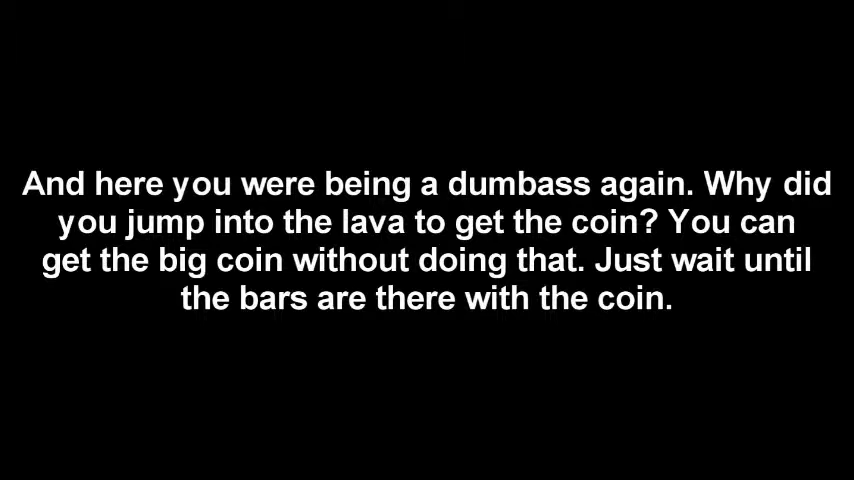 And here you were being a dumbass again. Why did
you jump into the lava to get the coin? You can
get the big coin without doing that. Just wait until
the bars are there with the coin.